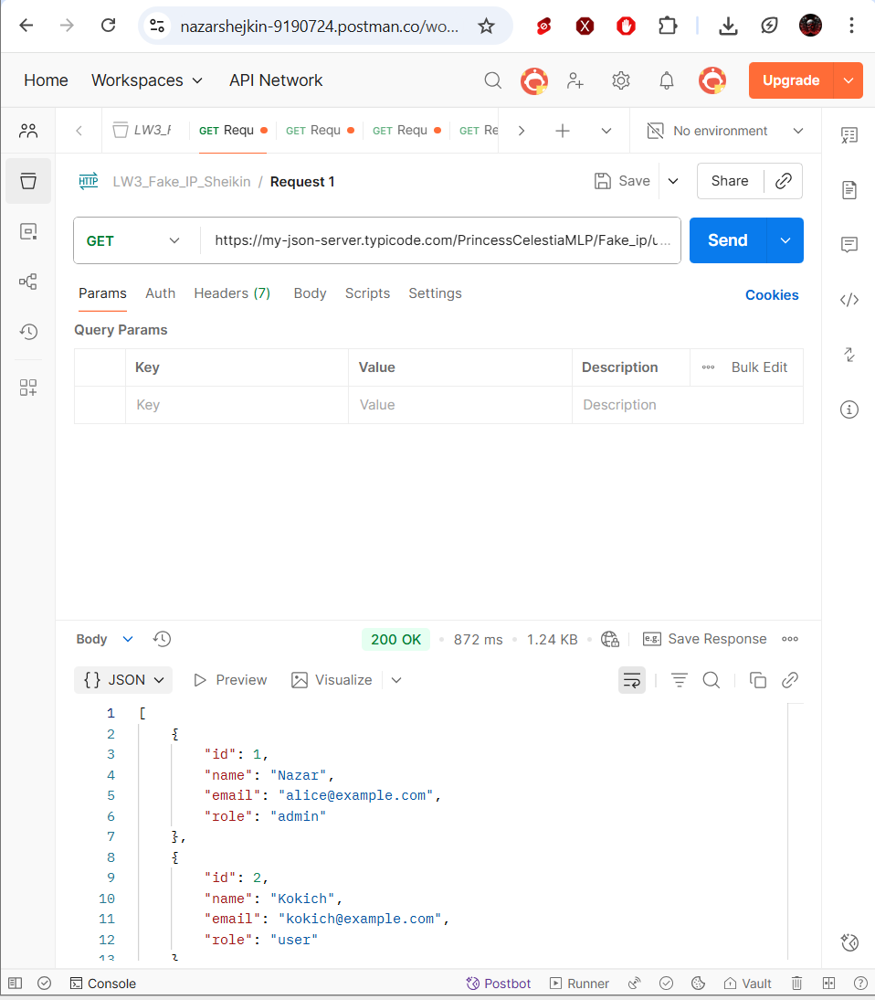 nazarshejkin-9190724.postman.co/wo...
Home Workspaces API Network Upgrade
LW3_F GET Requ GET Requ GET Requ GET Re No environment
HTTP LW3_Fake_IP_Sheikin / Request 1 Save Share
GET https://my-json-server.typicode.com/PrincessCelestiaMLP/Fake_ip/u... Send
Params Auth Headers (7) Body Scripts Settings Cookies
Query Params
Key Value Description Bulk Edit
Key Value Description
Body 200 OK 872 ms 1.24 KB e.g. Save Response
{} JSON Preview Visualize
1 [
2 {
3 "id": 1,
4 "name": "Nazar",
5 "email": "alice@example.com",
6 "role": "admin"
7 },
8 {
9 "id": 2,
10 "name": "Kokich",
11 "email": "kokich@example.com",
12 "role": "user"
13 }
Console Postbot Runner Vault